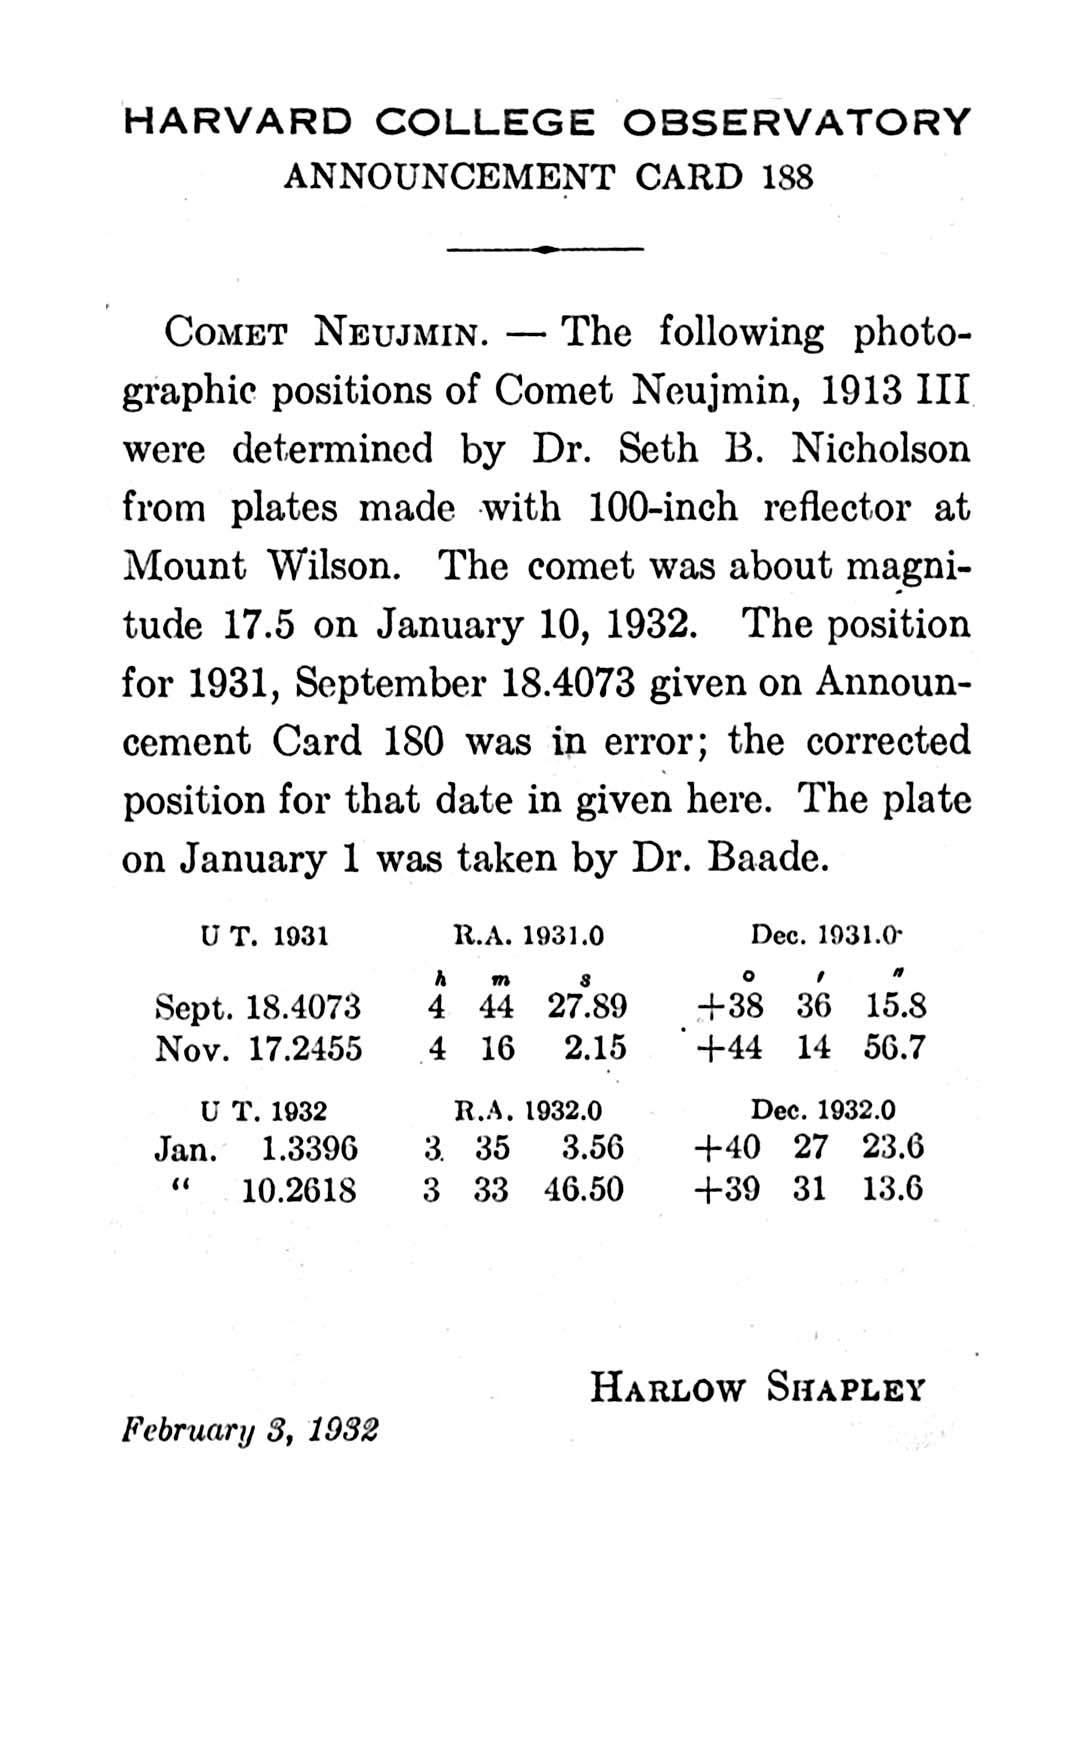 HARVARD COLLEGE OBSERVATORY
ANNOUNCEMENT CARD 188
COMET NEUJMIN. — The following photo-
graphic positions of Comet Neujmin, 1913 III
were determined by Dr. Seth B. Nicholson
from plates made with 100-inch reflector at
Mount Wilson. The comet was about magni-
tude 17.5 on January 10, 1932. The position
for 1931, September 18.4073 given on Announ-
cement Card 180 was in error; the corrected
position for that date in given here. The plate
on January 1 was taken by Dr. Baade.
U T. 1931 R.A. 1931.0 Dec. 1931.0
h m s ° ′ ″
Sept. 18.4073 4 44 27.89 +38 36 15.8
Nov. 17.2455 4 16 2.15 +44 14 56.7
U T. 1932 R.A. 1932.0 Dec. 1932.0
Jan. 1.3396 3 35 3.56 +40 27 23.6
“ 10.2618 3 33 46.50 +39 31 13.6
HARLOW SHAPLEY
February 3, 1932